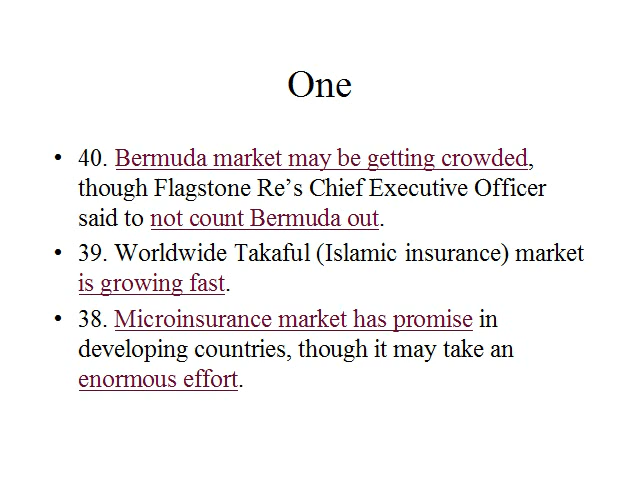 One
• 40. Bermuda market may be getting crowded,
though Flagstone Re’s Chief Executive Officer
said to not count Bermuda out.
• 39. Worldwide Takaful (Islamic insurance) market
is growing fast.
• 38. Microinsurance market has promise in
developing countries, though it may take an
enormous effort.